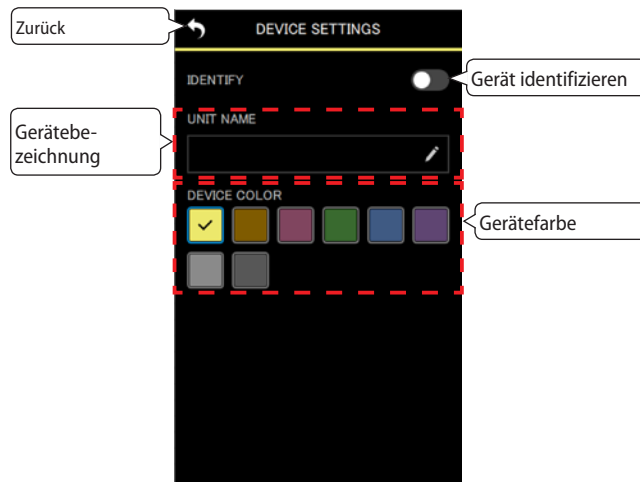 Zurück
DEVICE SETTINGS
IDENTIFY
Gerät identifizieren
UNIT NAME
Gerätebe-
zeichnung
DEVICE COLOR
Gerätefarbe